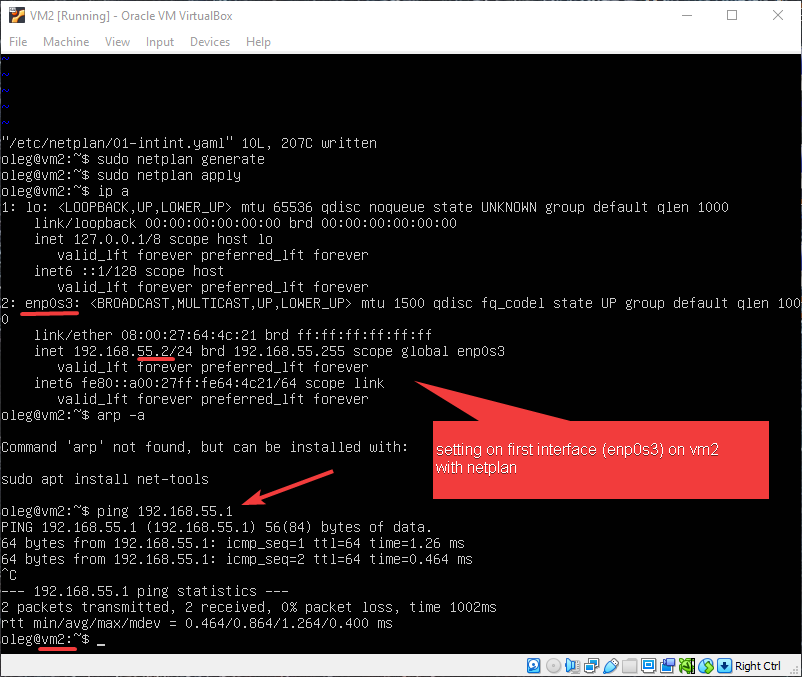 VM2 [Running] - Oracle VM VirtualBox
File Machine View Input Devices Help
~
~
~
~
~
"/etc/netplan/01-intint.yaml" 10L, 207C written
oleg@vm2:~$ sudo netplan generate
oleg@vm2:~$ sudo netplan apply
oleg@vm2:~$ ip a
1: lo: <LOOPBACK,UP,LOWER_UP> mtu 65536 qdisc noqueue state UNKNOWN group default qlen 1000
link/loopback 00:00:00:00:00:00 brd 00:00:00:00:00:00
inet 127.0.0.1/8 scope host lo
valid_lft forever preferred_lft forever
inet6 ::1/128 scope host
valid_lft forever preferred_lft forever
2: enp0s3: <BROADCAST,MULTICAST,UP,LOWER_UP> mtu 1500 qdisc fq_codel state UP group default qlen 100
0
link/ether 08:00:27:64:4c:21 brd ff:ff:ff:ff:ff:ff
inet 192.168.55.2/24 brd 192.168.55.255 scope global enp0s3
valid_lft forever preferred_lft forever
inet6 fe80::a00:27ff:fe64:4c21/64 scope link
valid_lft forever preferred_lft forever
oleg@vm2:~$ arp -a
Command 'arp' not found, but can be installed with:
sudo apt install net-tools
setting on first interface (enp0s3) on vm2
with netplan
oleg@vm2:~$ ping 192.168.55.1
PING 192.168.55.1 (192.168.55.1) 56(84) bytes of data.
64 bytes from 192.168.55.1: icmp_seq=1 ttl=64 time=1.26 ms
64 bytes from 192.168.55.1: icmp_seq=2 ttl=64 time=0.464 ms
^C
--- 192.168.55.1 ping statistics ---
2 packets transmitted, 2 received, 0% packet loss, time 1002ms
rtt min/avg/max/mdev = 0.464/0.864/1.264/0.400 ms
oleg@vm2:~$ _
Right Ctrl